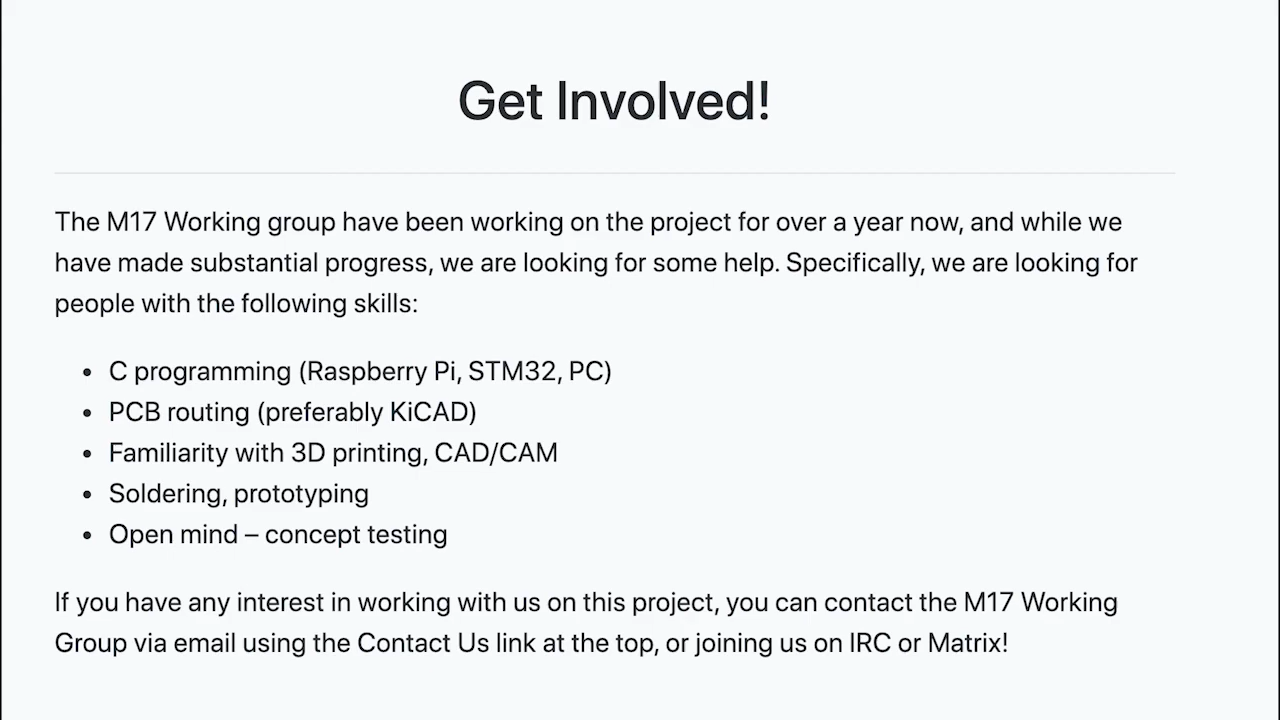 Get Involved!
The M17 Working group have been working on the project for over a year now, and while we
have made substantial progress, we are looking for some help. Specifically, we are looking for
people with the following skills:
• C programming (Raspberry Pi, STM32, PC)
• PCB routing (preferably KiCAD)
• Familiarity with 3D printing, CAD/CAM
• Soldering, prototyping
• Open mind – concept testing
If you have any interest in working with us on this project, you can contact the M17 Working
Group via email using the Contact Us link at the top, or joining us on IRC or Matrix!